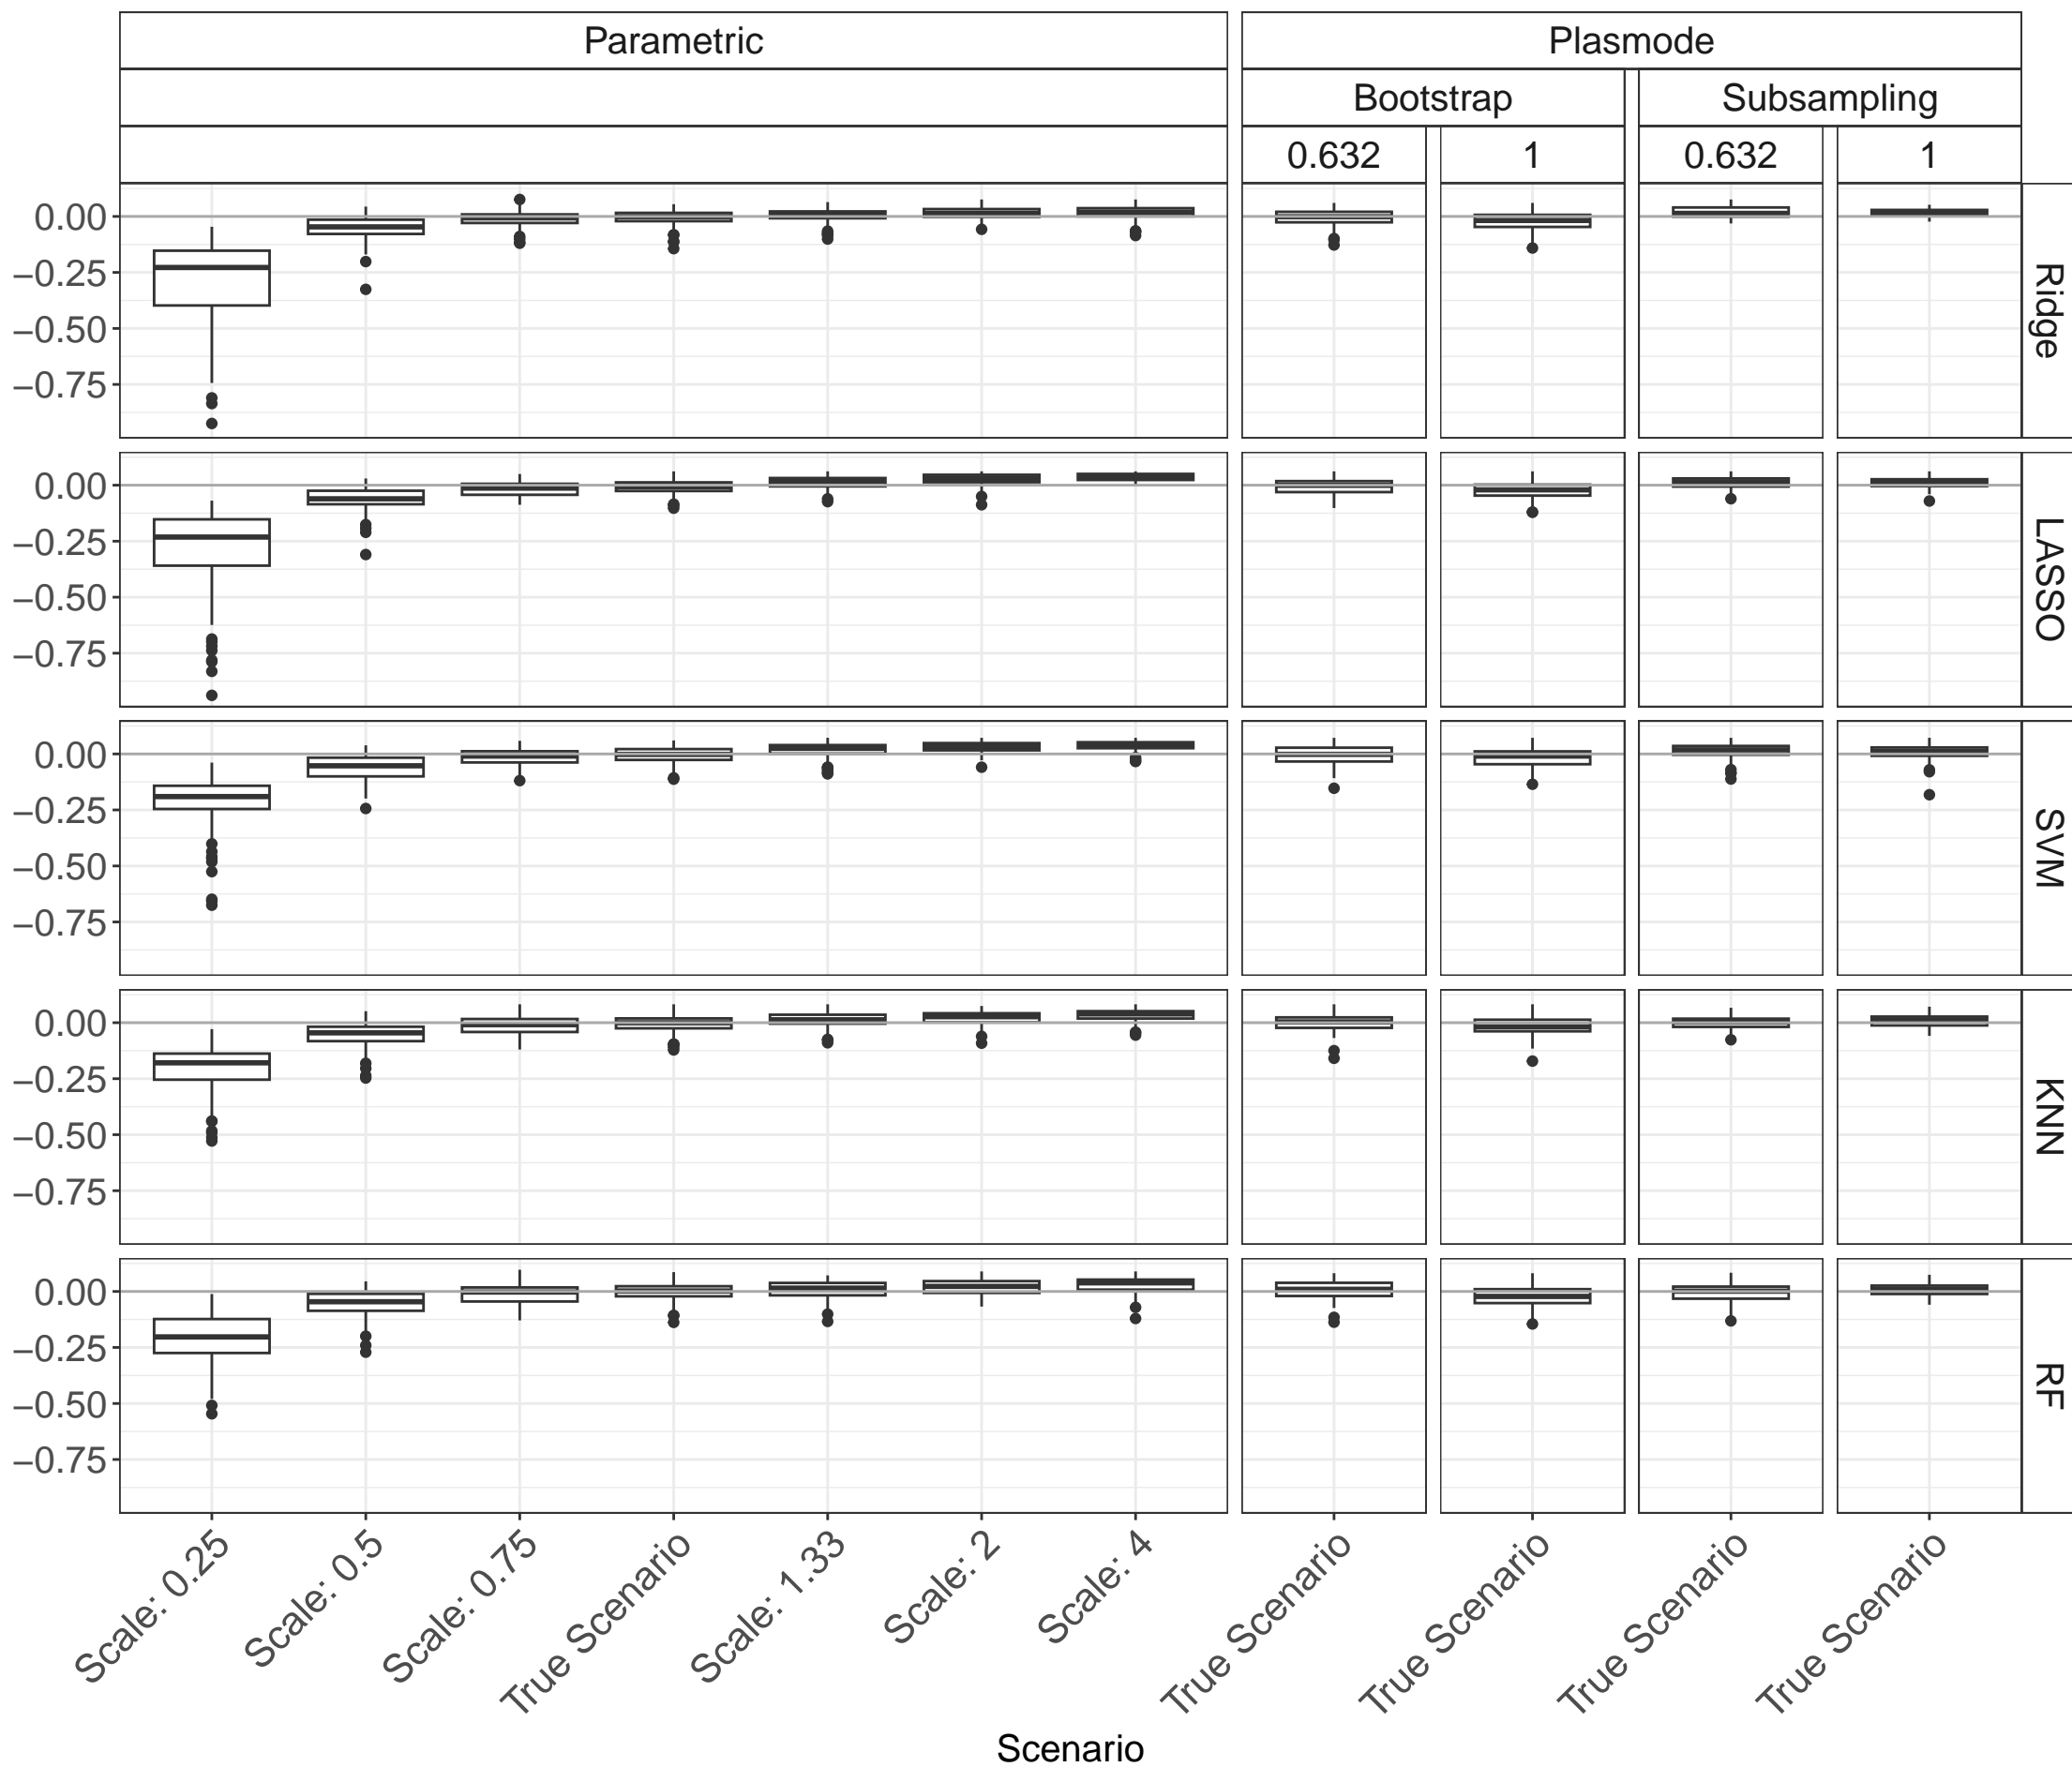 Parametric Plasmode
Bootstrap Subsampling
0.632 1 0.632 1
0.00
−0.25
−0.50
−0.75
Ridge
0.00
−0.25
−0.50
−0.75
LASSO
0.00
−0.25
−0.50
−0.75
SVM
0.00
−0.25
−0.50
−0.75
KNN
0.00
−0.25
−0.50
−0.75
RF
Scale: 0.25
Scale: 0.5
Scale: 0.75
True Scenario
Scale: 1.33
Scale: 2
Scale: 4
True Scenario
True Scenario
True Scenario
True Scenario
Scenario